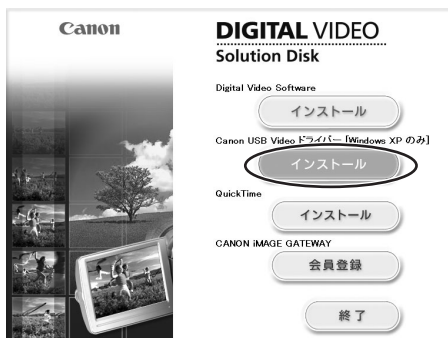 Canon
DIGITAL VIDEO
Solution Disk
Digital Video Software
インストール
Canon USB Video ドライバー [Windows XP のみ]
インストール
QuickTime
インストール
CANON iMAGE GATEWAY
会員登録
終了